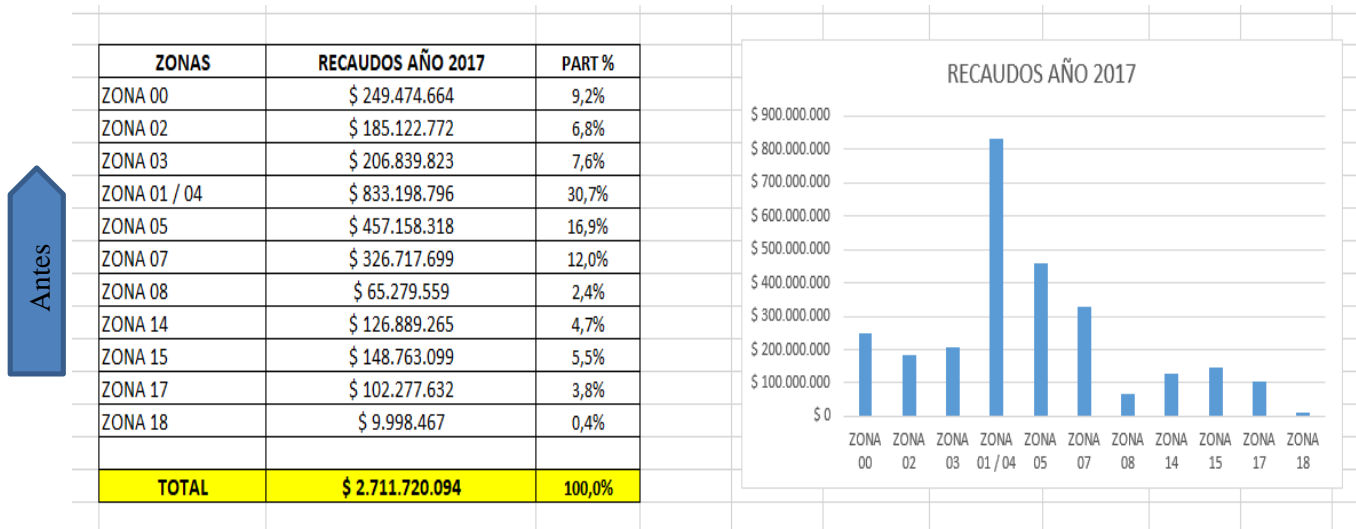 Antes
ZONAS RECAUDOS AÑO 2017 PART %
ZONA 00 $ 249.474.664 9,2%
ZONA 02 $ 185.122.772 6,8%
ZONA 03 $ 206.839.823 7,6%
ZONA 01 / 04 $ 833.198.796 30,7%
ZONA 05 $ 457.158.318 16,9%
ZONA 07 $ 326.717.699 12,0%
ZONA 08 $ 65.279.559 2,4%
ZONA 14 $ 126.889.265 4,7%
ZONA 15 $ 148.763.099 5,5%
ZONA 17 $ 102.277.632 3,8%
ZONA 18 $ 9.998.467 0,4%
TOTAL $ 2.711.720.094 100,0%
RECAUDOS AÑO 2017
$ 900.000.000
$ 800.000.000
$ 700.000.000
$ 600.000.000
$ 500.000.000
$ 400.000.000
$ 300.000.000
$ 200.000.000
$ 100.000.000
$ 0
ZONA ZONA ZONA ZONA ZONA ZONA ZONA ZONA ZONA ZONA ZONA
00 02 03 01 / 04 05 07 08 14 15 17 18